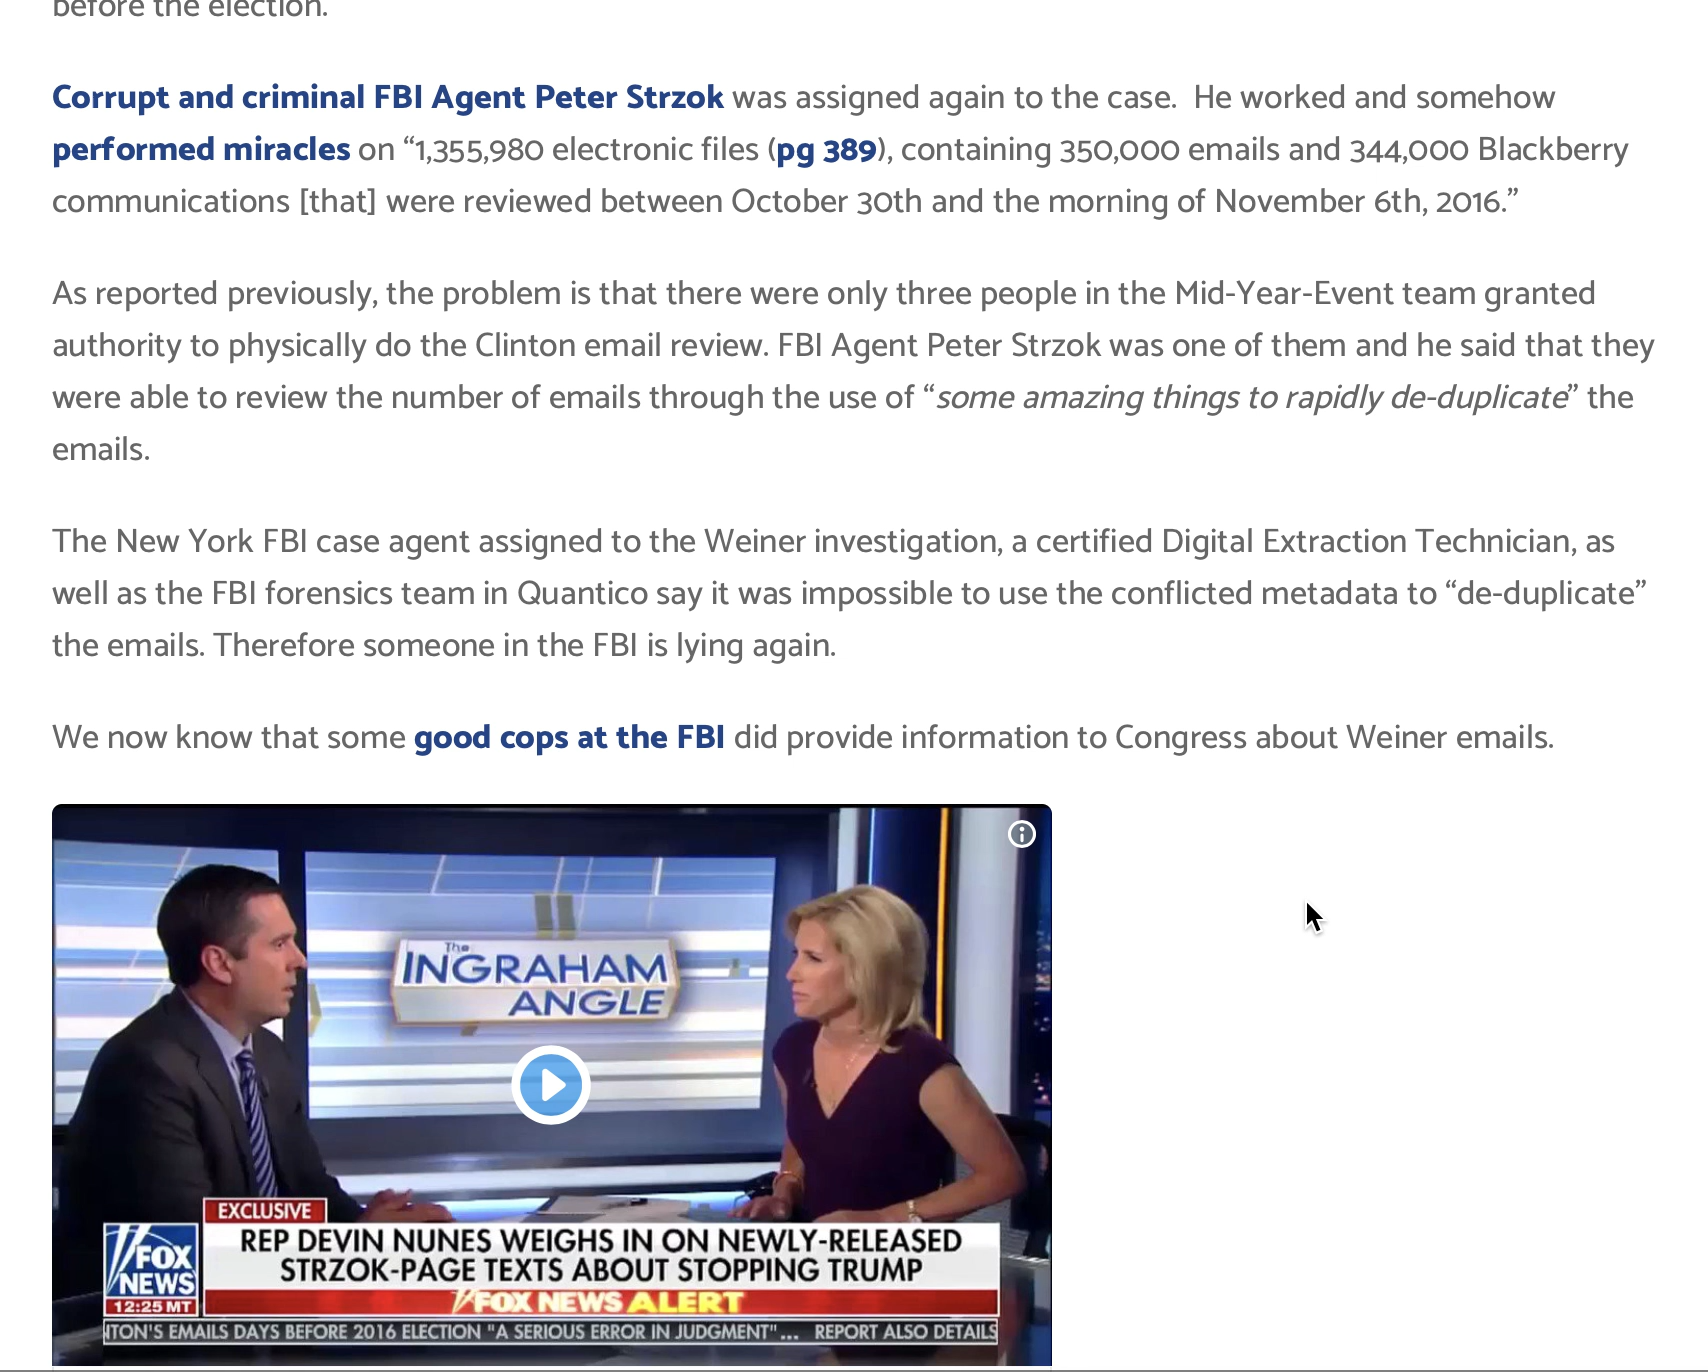 before the election.
Corrupt and criminal FBI Agent Peter Strzok was assigned again to the case.  He worked and somehow
performed miracles on “1,355,980 electronic files (pg 389), containing 350,000 emails and 344,000 Blackberry
communications [that] were reviewed between October 30th and the morning of November 6th, 2016.”
As reported previously, the problem is that there were only three people in the Mid-Year-Event team granted
authority to physically do the Clinton email review. FBI Agent Peter Strzok was one of them and he said that they
were able to review the number of emails through the use of “some amazing things to rapidly de-duplicate” the
emails.
The New York FBI case agent assigned to the Weiner investigation, a certified Digital Extraction Technician, as
well as the FBI forensics team in Quantico say it was impossible to use the conflicted metadata to “de-duplicate”
the emails. Therefore someone in the FBI is lying again.
We now know that some good cops at the FBI did provide information to Congress about Weiner emails.
The
INGRAHAM
ANGLE
EXCLUSIVE
REP DEVIN NUNES WEIGHS IN ON NEWLY-RELEASED
STRZOK-PAGE TEXTS ABOUT STOPPING TRUMP
FOX
NEWS
12:25 MT
FOX NEWS ALERT
NTON'S EMAILS DAYS BEFORE 2016 ELECTION "A SERIOUS ERROR IN JUDGMENT"... REPORT ALSO DETAILS